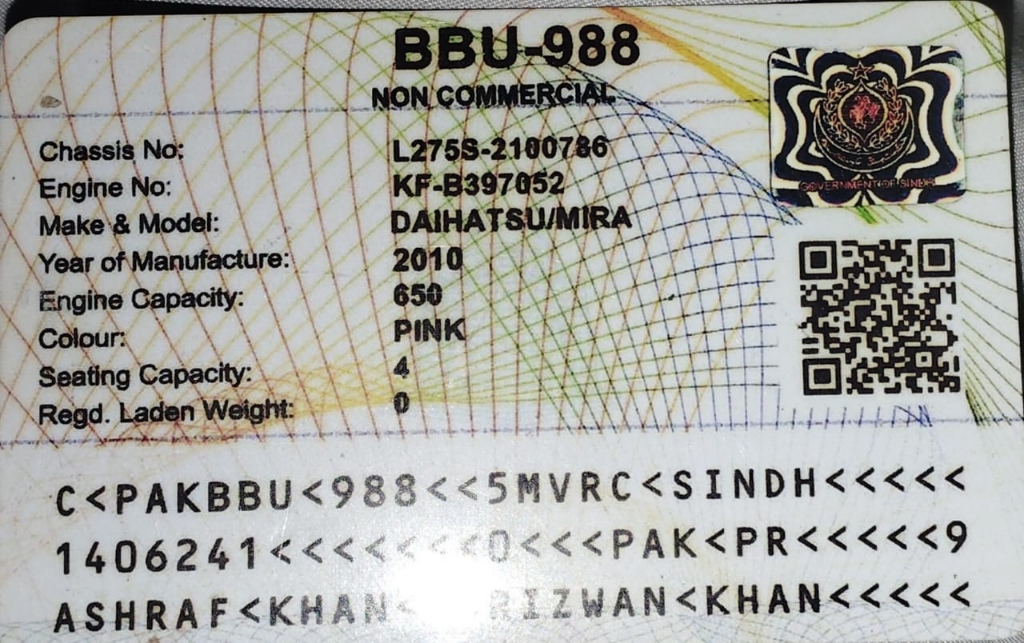 BBU-988
NON COMMERCIAL
GOVERNMENT OF SINDH
Chassis No: L275S-2100786
Engine No: KF-B397052
Make & Model: DAIHATSU/MIRA
Year of Manufacture: 2010
Engine Capacity: 650
Colour: PINK
Seating Capacity: 4
Regd. Laden Weight: 0
C<PAKBBU<988<<5MVRC<SINDH<<<<<
1406241<<<<<<<<0<<<PAK<PR<<<<<9
ASHRAF<KHAN< RIZWAN<KHAN<<<<<